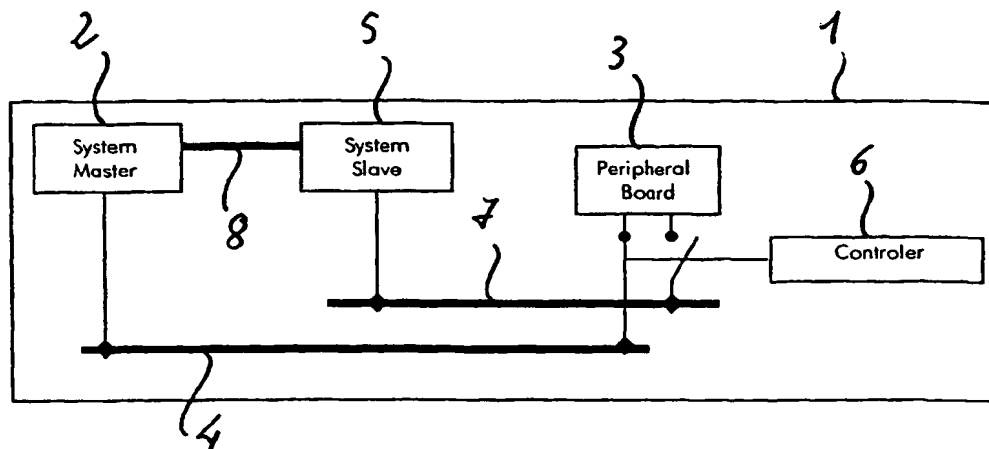 2
5
3
1
System
Master
System
Slave
Peripheral
Board
6
8
7
Controler
4